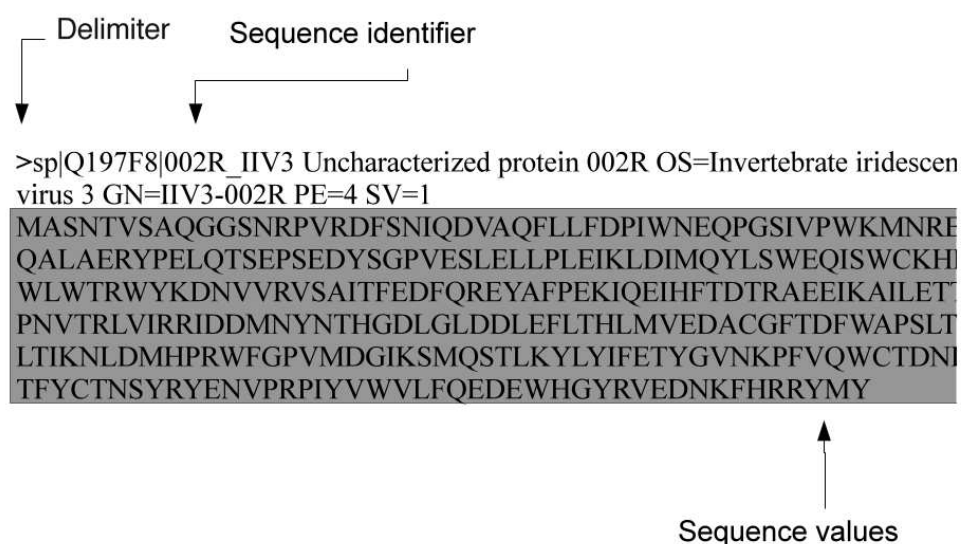 Delimiter
Sequence identifier
>sp|Q197F8|002R_IIV3 Uncharacterized protein 002R OS=Invertebrate iridescen
virus 3 GN=IIV3-002R PE=4 SV=1
MASNTVSAQGGSNRPVRDFSNIQDVAQFLLFDPIWNEQPGSIVPWKMNRE
QALAERYPELQTSEPSEDYSGPVESLELLPLEIKLDIMQYLSWEQISWCKH
WLWTRWYKDNVVRVSAITFEDFQREYAFPEKIQEIHFTDTRAEEIKAILET
PNVTRLVIRRIDDMNYNTHGDLGLDDLEFLTHLMVEDACGFTDFWAPSLT
LTIKNLDMHPRWFGPVMDGIKSMQSTLKYLYIFETYGVNKPFVQWCTDN
TFYCTNSYRYENVPRPIYVWVLFQEDEWHGYRVEDNKFHRRYMY
Sequence values